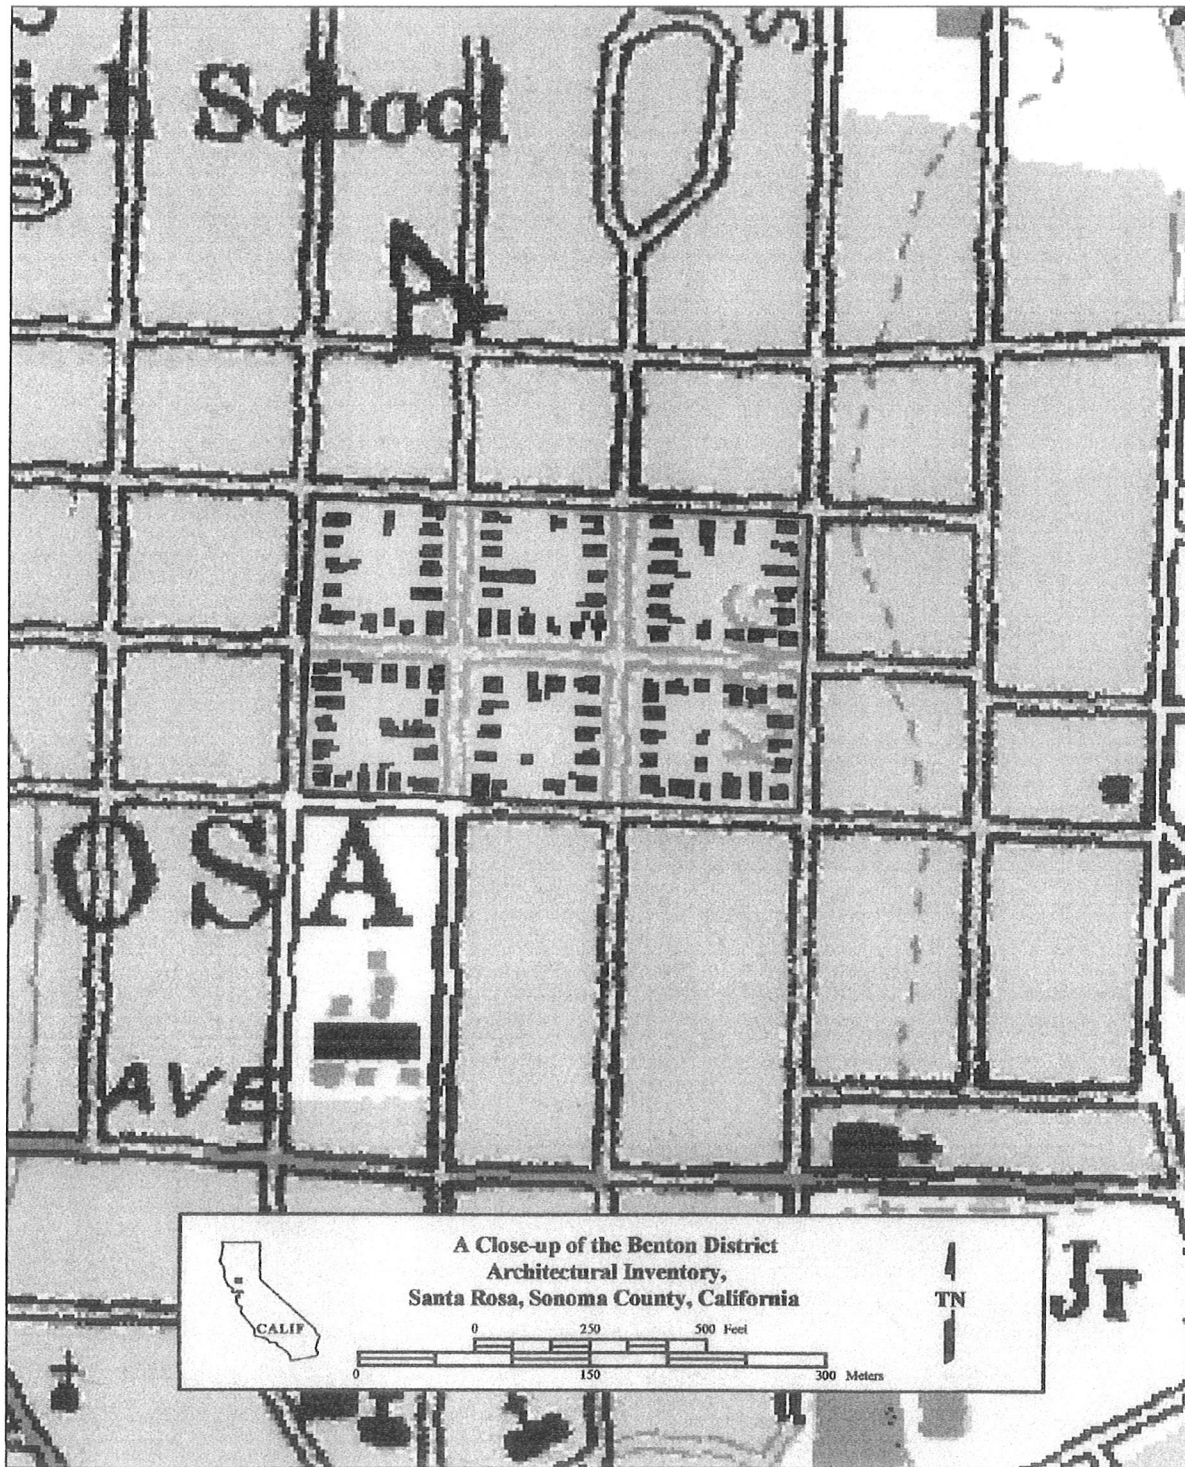 igh School
A
S
OSA
AVE
A Close-up of the Benton District
Architectural Inventory,
Santa Rosa, Sonoma County, California
CALIF
TN
0 250 500 Feet
0 150 300 Meters
Jr